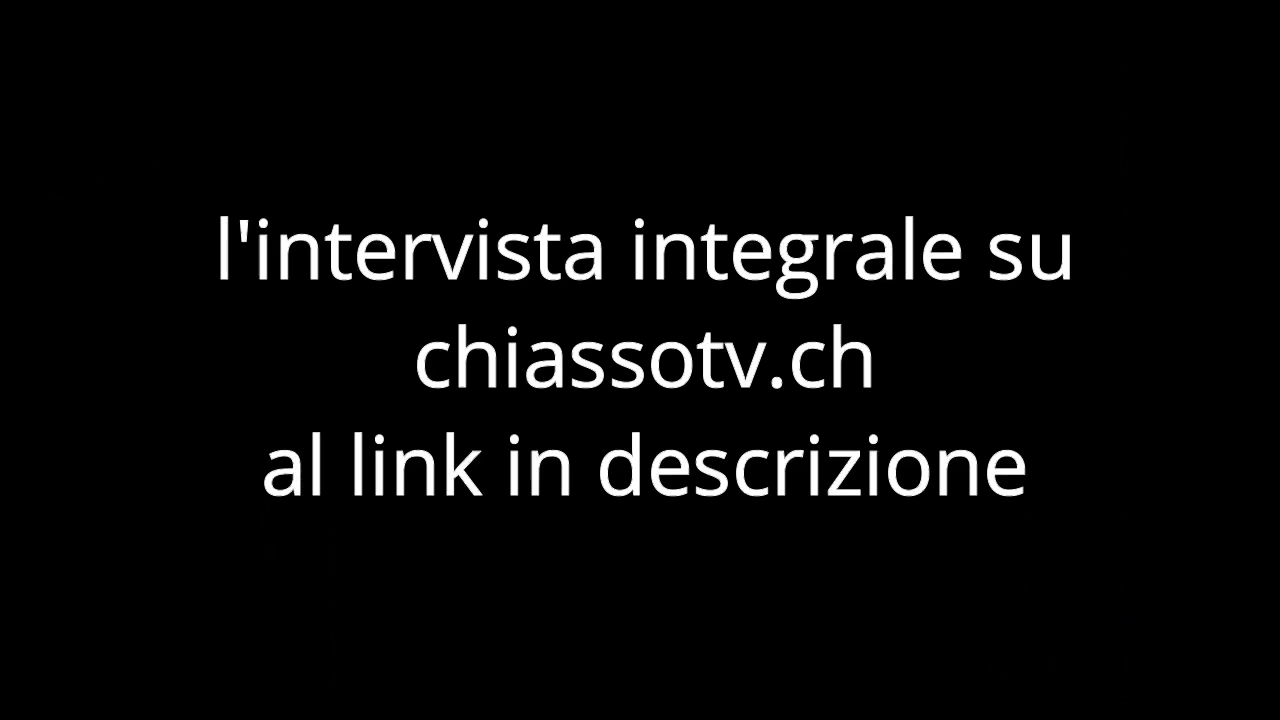 l'intervista integrale su
chiassotv.ch
al link in descrizione